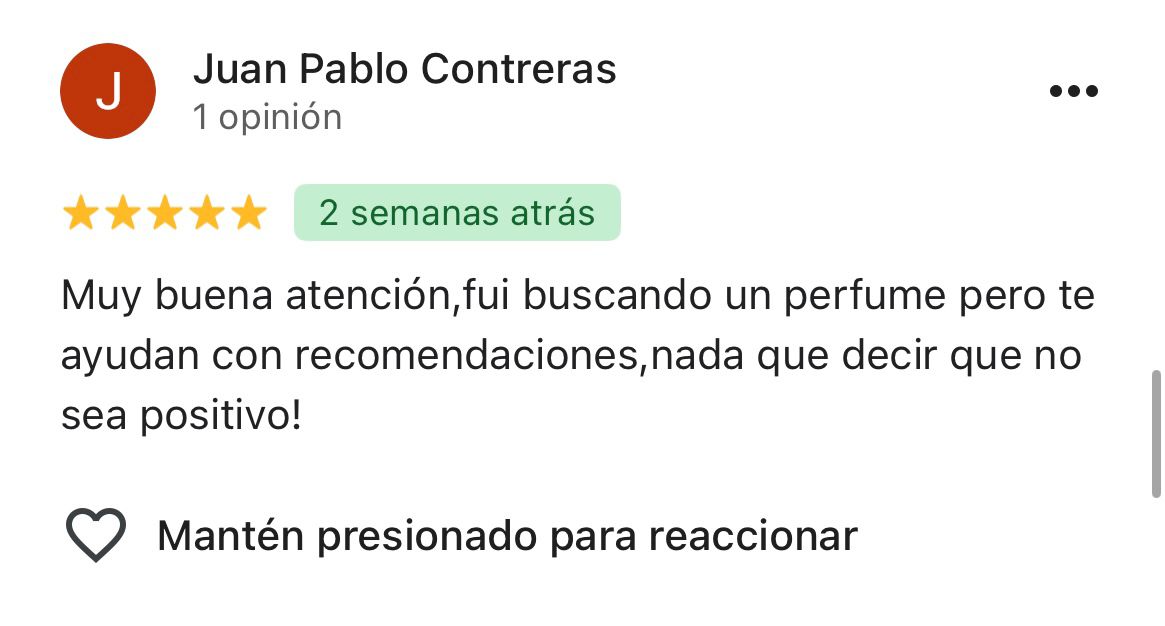 J
Juan Pablo Contreras
1 opinión
2 semanas atrás
Muy buena atención,fui buscando un perfume pero te
ayudan con recomendaciones,nada que decir que no
sea positivo!
Mantén presionado para reaccionar